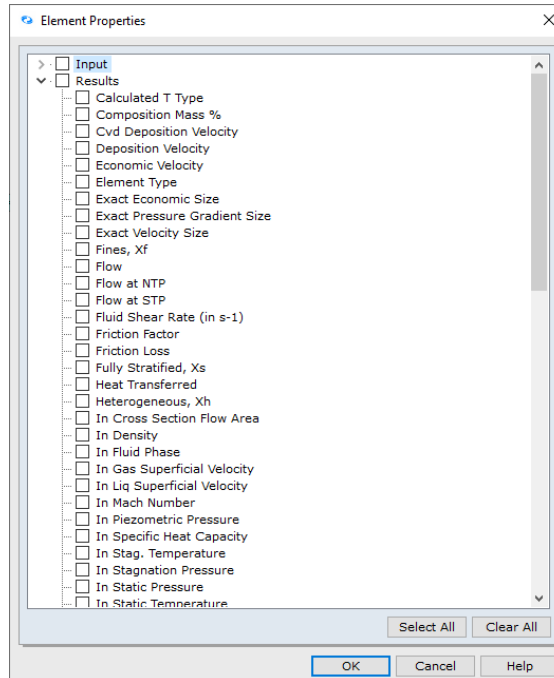 Element Properties
Input
Results
Calculated T Type
Composition Mass %
Cvd Deposition Velocity
Deposition Velocity
Economic Velocity
Element Type
Exact Economic Size
Exact Pressure Gradient Size
Exact Velocity Size
Fines, Xf
Flow
Flow at NTP
Flow at STP
Fluid Shear Rate (in s-1)
Friction Factor
Friction Loss
Fully Stratified, Xs
Heat Transferred
Heterogeneous, Xh
In Cross Section Flow Area
In Density
In Fluid Phase
In Gas Superficial Velocity
In Liq Superficial Velocity
In Mach Number
In Piezometric Pressure
In Specific Heat Capacity
In Stag. Temperature
In Stagnation Pressure
In Static Pressure
In Static Temperature
Select All Clear All
OK Cancel Help